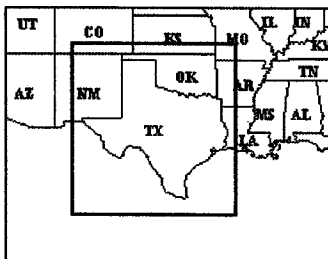 UT CO KS MO IL IN KY
AZ NM OK AR TN
TX MS AL
LA